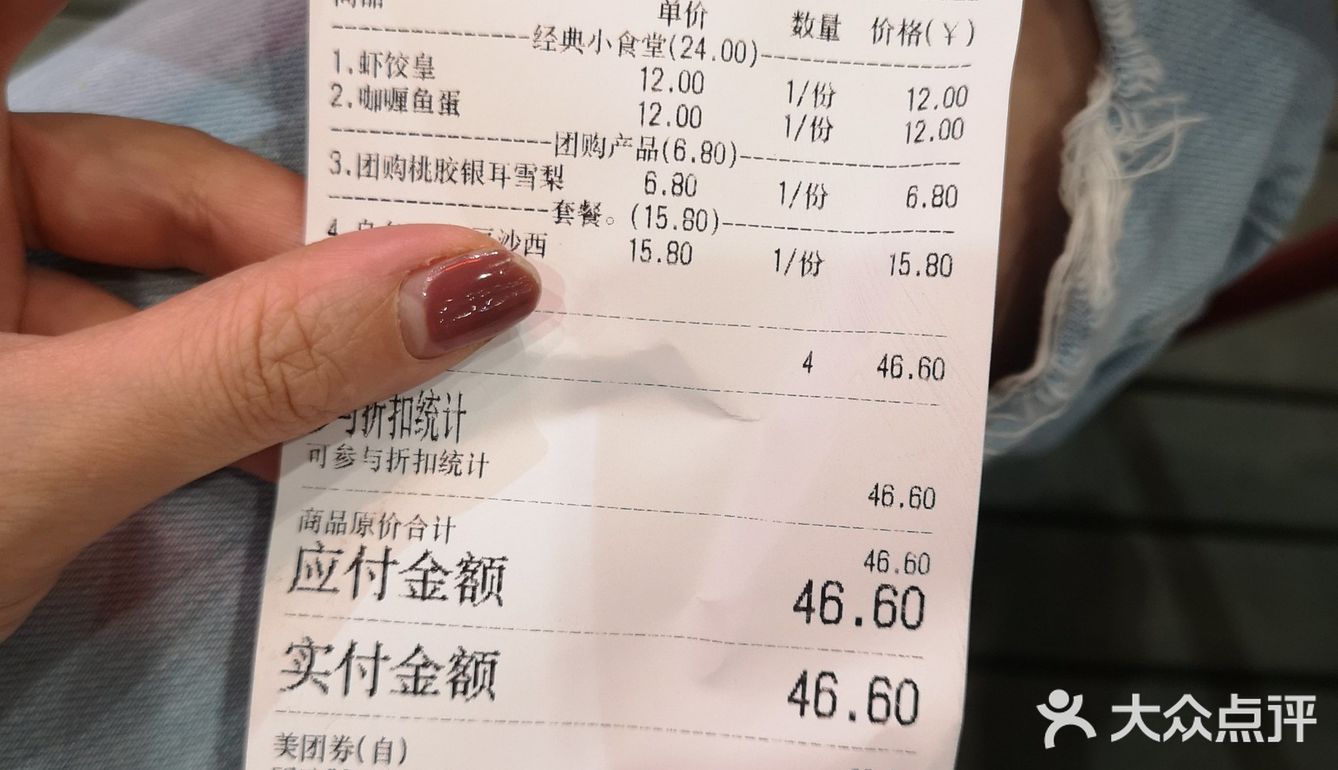 商品 单价 数量 价格(￥)
经典小食堂(24.00)
1.虾饺皇 12.00 1/份 12.00
2.咖喱鱼蛋 12.00 1/份 12.00
团购产品(6.80)
3.团购桃胶银耳雪梨 6.80 1/份 6.80
套餐。(15.80)
4. 沙西 15.80 1/份 15.80
4 46.60
与折扣统计
可参与折扣统计
46.60
商品原价合计 46.60
应付金额 46.60
实付金额 46.60
美团券(自)
大众点评